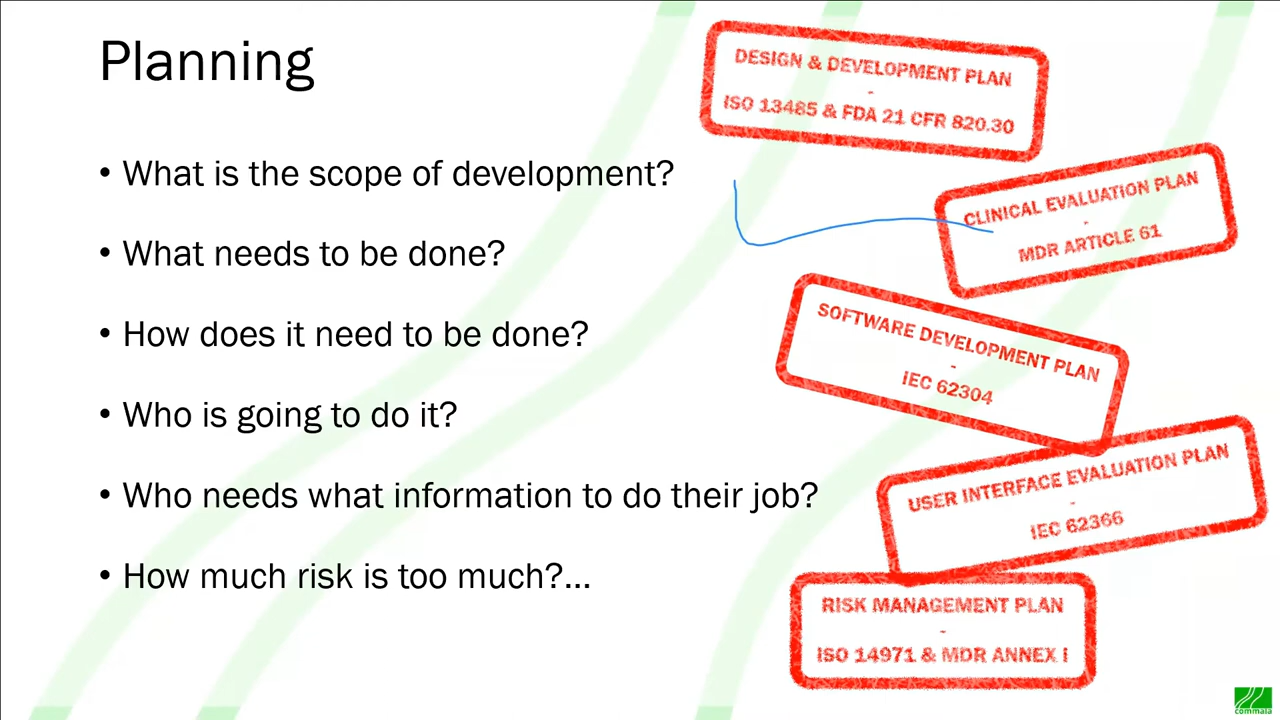 Planning
• What is the scope of development?
• What needs to be done?
• How does it need to be done?
• Who is going to do it?
• Who needs what information to do their job?
• How much risk is too much?...
DESIGN & DEVELOPMENT PLAN
-
ISO 13485 & FDA 21 CFR 820.30
CLINICAL EVALUATION PLAN
-
MDR ARTICLE 61
SOFTWARE DEVELOPMENT PLAN
-
IEC 62304
USER INTERFACE EVALUATION PLAN
-
IEC 62366
RISK MANAGEMENT PLAN
-
ISO 14971 & MDR ANNEX I
commaia